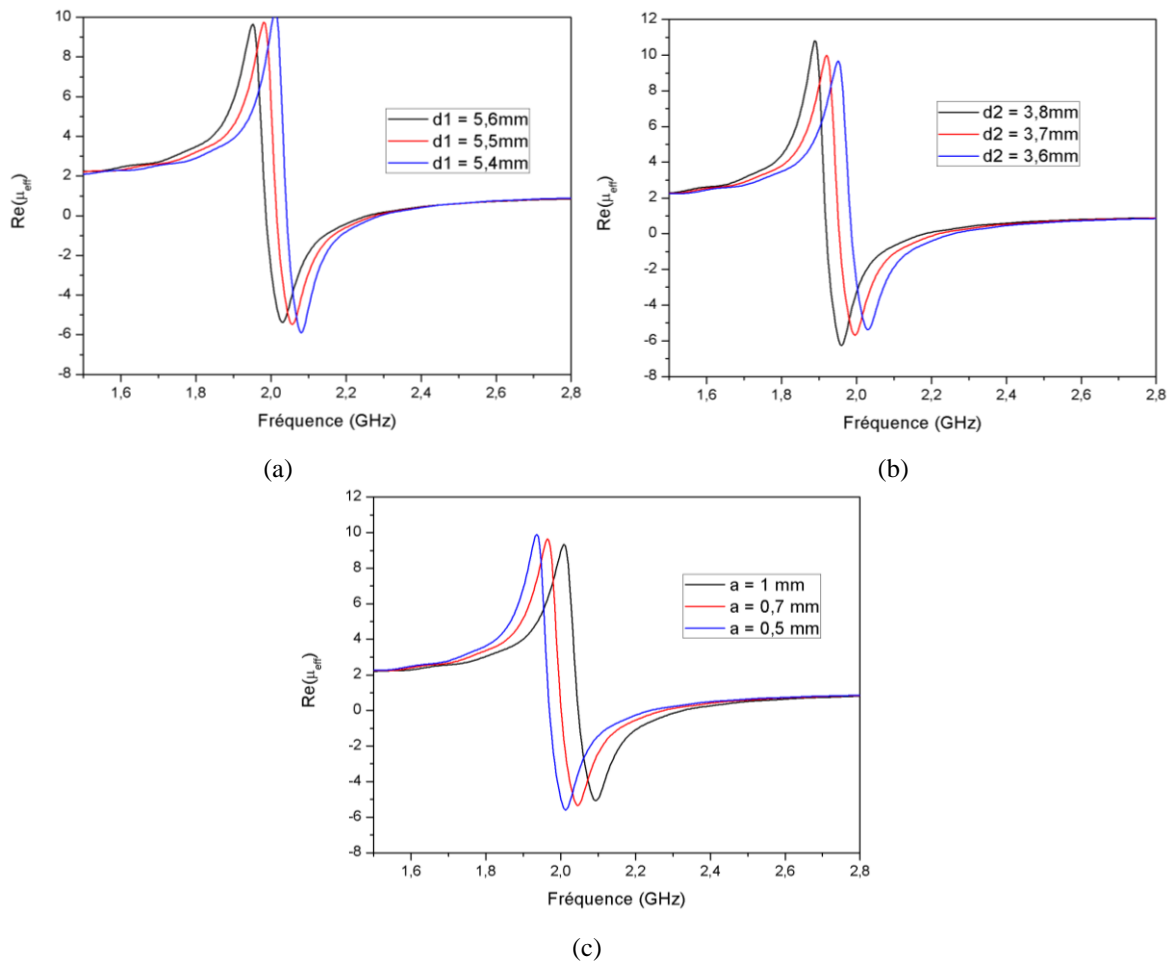 10
8
6
4
2
0
-2
-4
-6
-8
Re(μeff)
d1 = 5,6mm
d1 = 5,5mm
d1 = 5,4mm
1,6 1,8 2,0 2,2 2,4 2,6 2,8
Fréquence (GHz)
(a)
12
10
8
6
4
2
0
-2
-4
-6
-8
Re(μeff)
d2 = 3,8mm
d2 = 3,7mm
d2 = 3,6mm
1,6 1,8 2,0 2,2 2,4 2,6 2,8
Fréquence (GHz)
(b)
12
10
8
6
4
2
0
-2
-4
-6
-8
Re(μeff)
a = 1 mm
a = 0,7 mm
a = 0,5 mm
1,6 1,8 2,0 2,2 2,4 2,6 2,8
Fréquence (GHz)
(c)